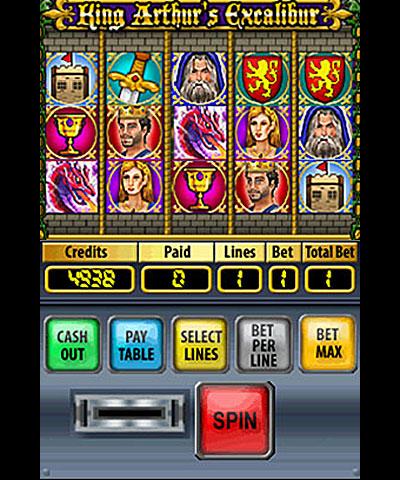 King Arthur's Excalibur
Credits Paid Lines Bet Total Bet
4938 0 1 1 1
CASH OUT
PAY TABLE
SELECT LINES
BET PER LINE
BET MAX
SPIN